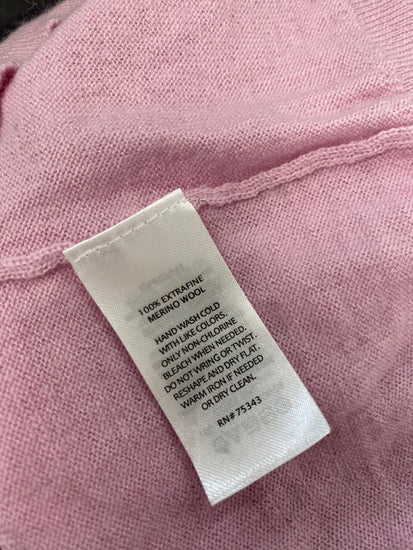 100% EXTRAFINE
MERINO WOOL
HAND WASH COLD
WITH LIKE COLORS.
ONLY NON-CHLORINE
BLEACH WHEN NEEDED.
DO NOT WRING OR TWIST.
RESHAPE AND DRY FLAT.
WARM IRON IF NEEDED
OR DRY CLEAN.
RN# 75343